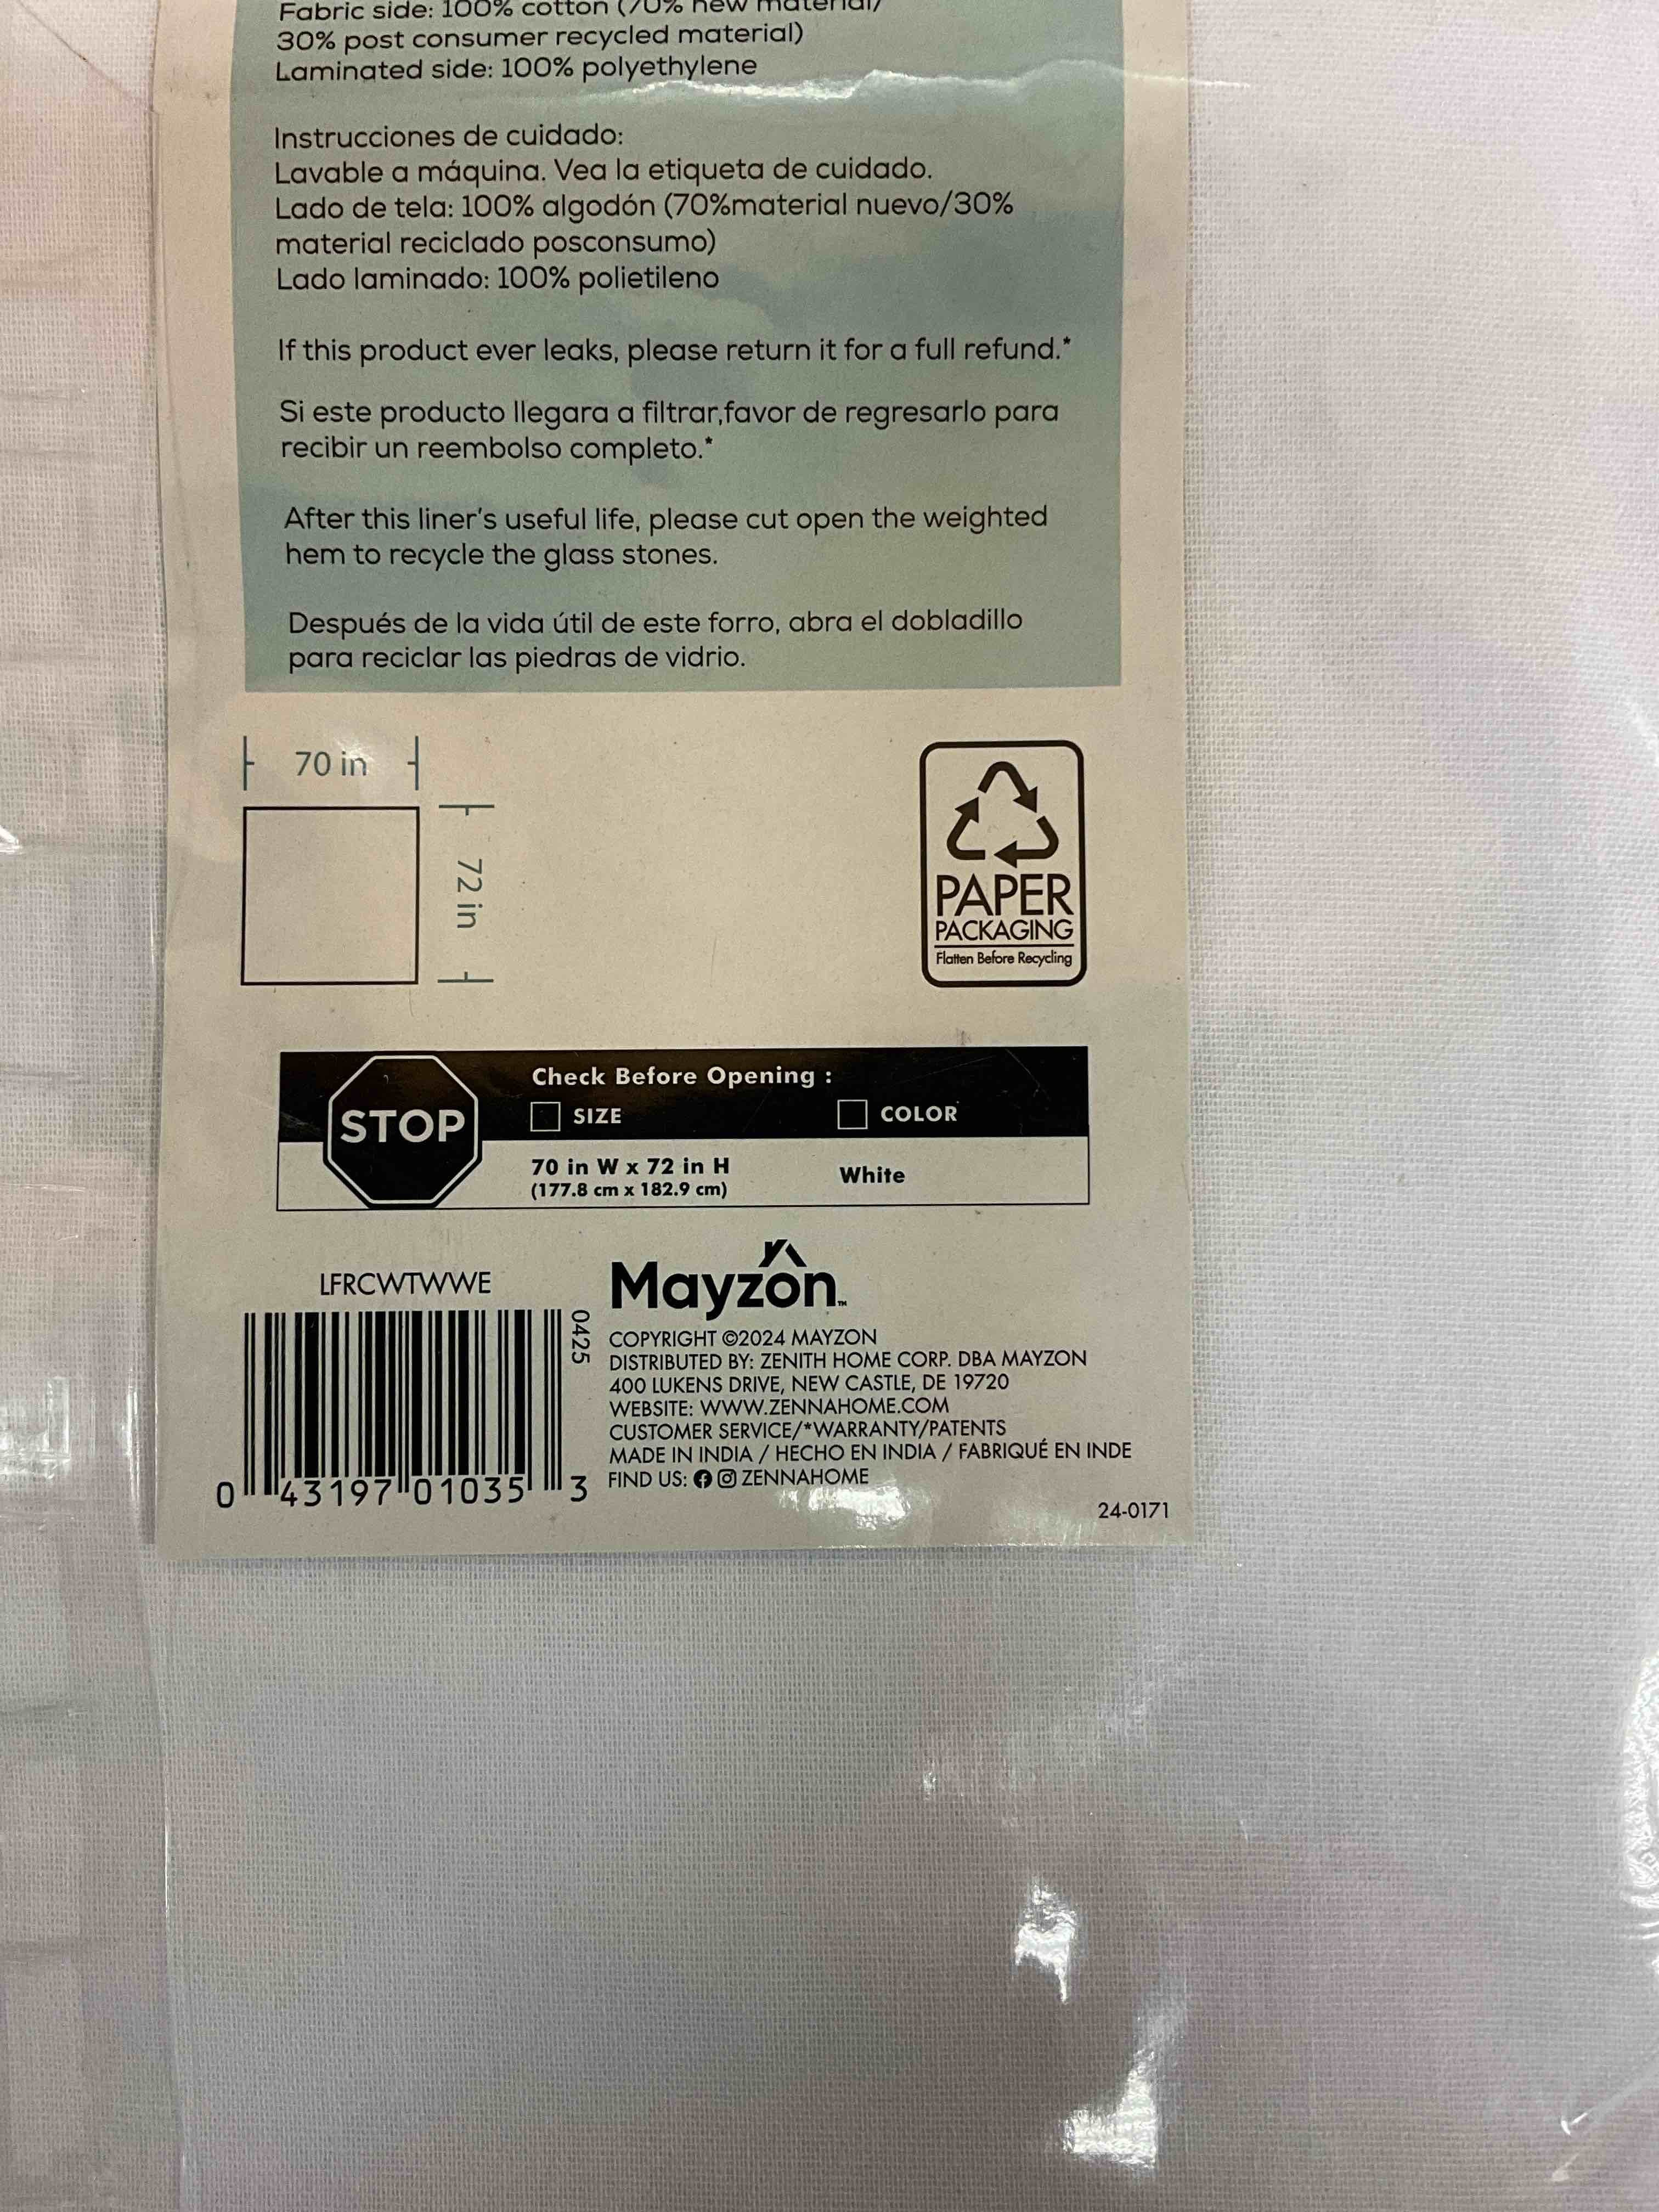 Fabric side: 100% cotton (70% new material/
30% post consumer recycled material)
Laminated side: 100% polyethylene
Instrucciones de cuidado:
Lavable a máquina. Vea la etiqueta de cuidado.
Lado de tela: 100% algodón (70%material nuevo/30%
material reciclado posconsumo)
Lado laminado: 100% polietileno
If this product ever leaks, please return it for a full refund.*
Si este producto llegara a filtrar,favor de regresarlo para
recibir un reembolso completo.*
After this liner's useful life, please cut open the weighted
hem to recycle the glass stones.
Después de la vida útil de este forro, abra el dobladillo
para reciclar las piedras de vidrio.
70 in
72 in
PAPER
PACKAGING
Flatten Before Recycling
STOP
Check Before Opening :
SIZE
COLOR
70 in W x 72 in H
(177.8 cm x 182.9 cm)
White
LFRCWTWWE
0425
0 43197 01035 3
Mayzon™
COPYRIGHT ©2024 MAYZON
DISTRIBUTED BY: ZENITH HOME CORP. DBA MAYZON
400 LUKENS DRIVE, NEW CASTLE, DE 19720
WEBSITE: WWW.ZENNAHOME.COM
CUSTOMER SERVICE/*WARRANTY/PATENTS
MADE IN INDIA / HECHO EN INDIA / FABRIQUÉ EN INDE
FIND US: ZENNAHOME
24-0171